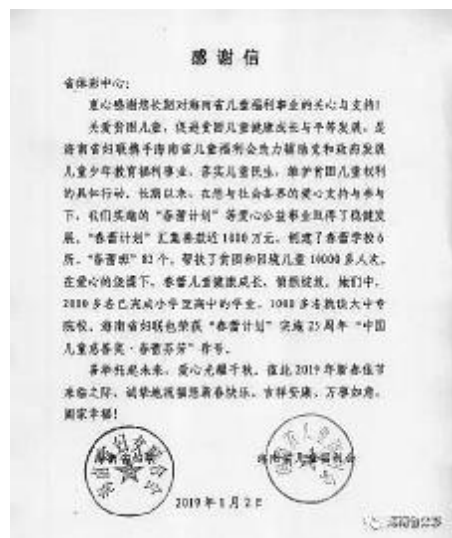 感谢信
省体彩中心：
衷心感谢您长期对海南省儿童福利事业的关心与支持！
关爱贫困儿童，促进贫困儿童健康成长与平等发展，是
海南省妇联携手海南省儿童福利会致力辅助党和政府发展
儿童少年教育福利事业、落实儿童民生、维护贫困儿童权利
的具体行动。长期以来，在您与社会各界的爱心支持与参与
下，我们实施的“春蕾计划”等爱心公益事业取得了稳健发
展。“春蕾计划”汇集善款近1000万元，创建了春蕾学校6
所、“春蕾班”82个，帮扶了贫困和困境儿童10000多人次。
在爱心的浇灌下，春蕾儿童健康成长、俏然绽放，她们中，
2000多名已完成小学至高中的学业，1000多名就读大中专
院校。海南省妇联也荣获“春蕾计划”实施25周年“中国
儿童慈善奖·春蕾芬芳”称号。
善举托起未来，爱心光耀千秋。值此2019年新春佳节
来临之际，诚挚地祝福您新春快乐、吉祥安康、万事如意、
阖家幸福！
海南省妇联 海南省儿童福利会
2019年1月2日